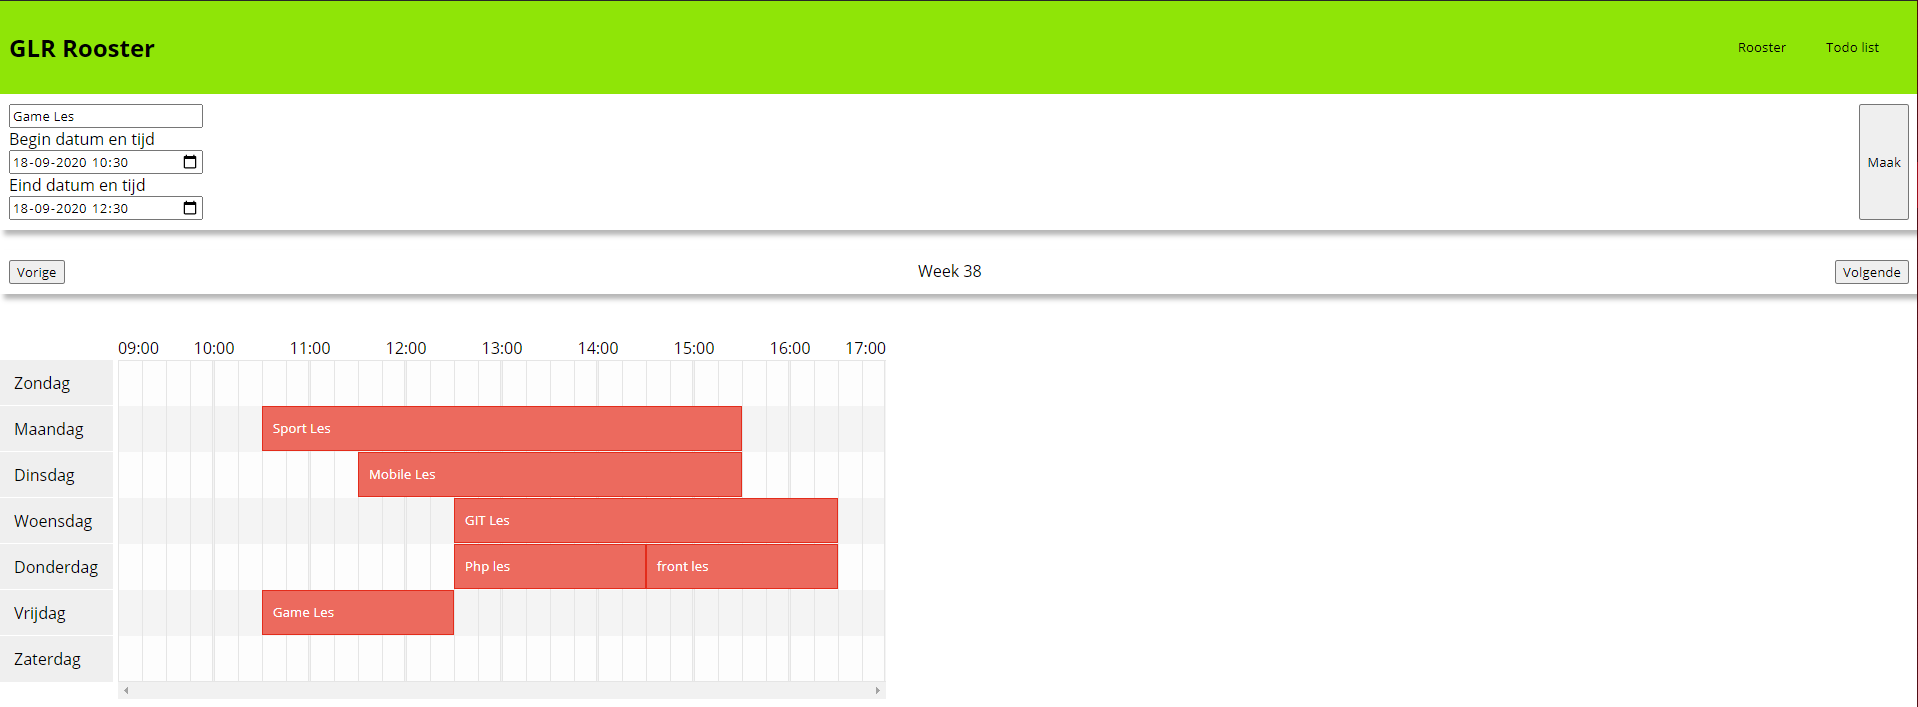 GLR Rooster
Rooster Todo list
Game Les
Begin datum en tijd
18-09-2020 10:30
Eind datum en tijd
18-09-2020 12:30
Maak
Vorige Week 38 Volgende
09:00 10:00 11:00 12:00 13:00 14:00 15:00 16:00 17:00
Zondag
Maandag Sport Les
Dinsdag Mobile Les
Woensdag GIT Les
Donderdag Php les front les
Vrijdag Game Les
Zaterdag